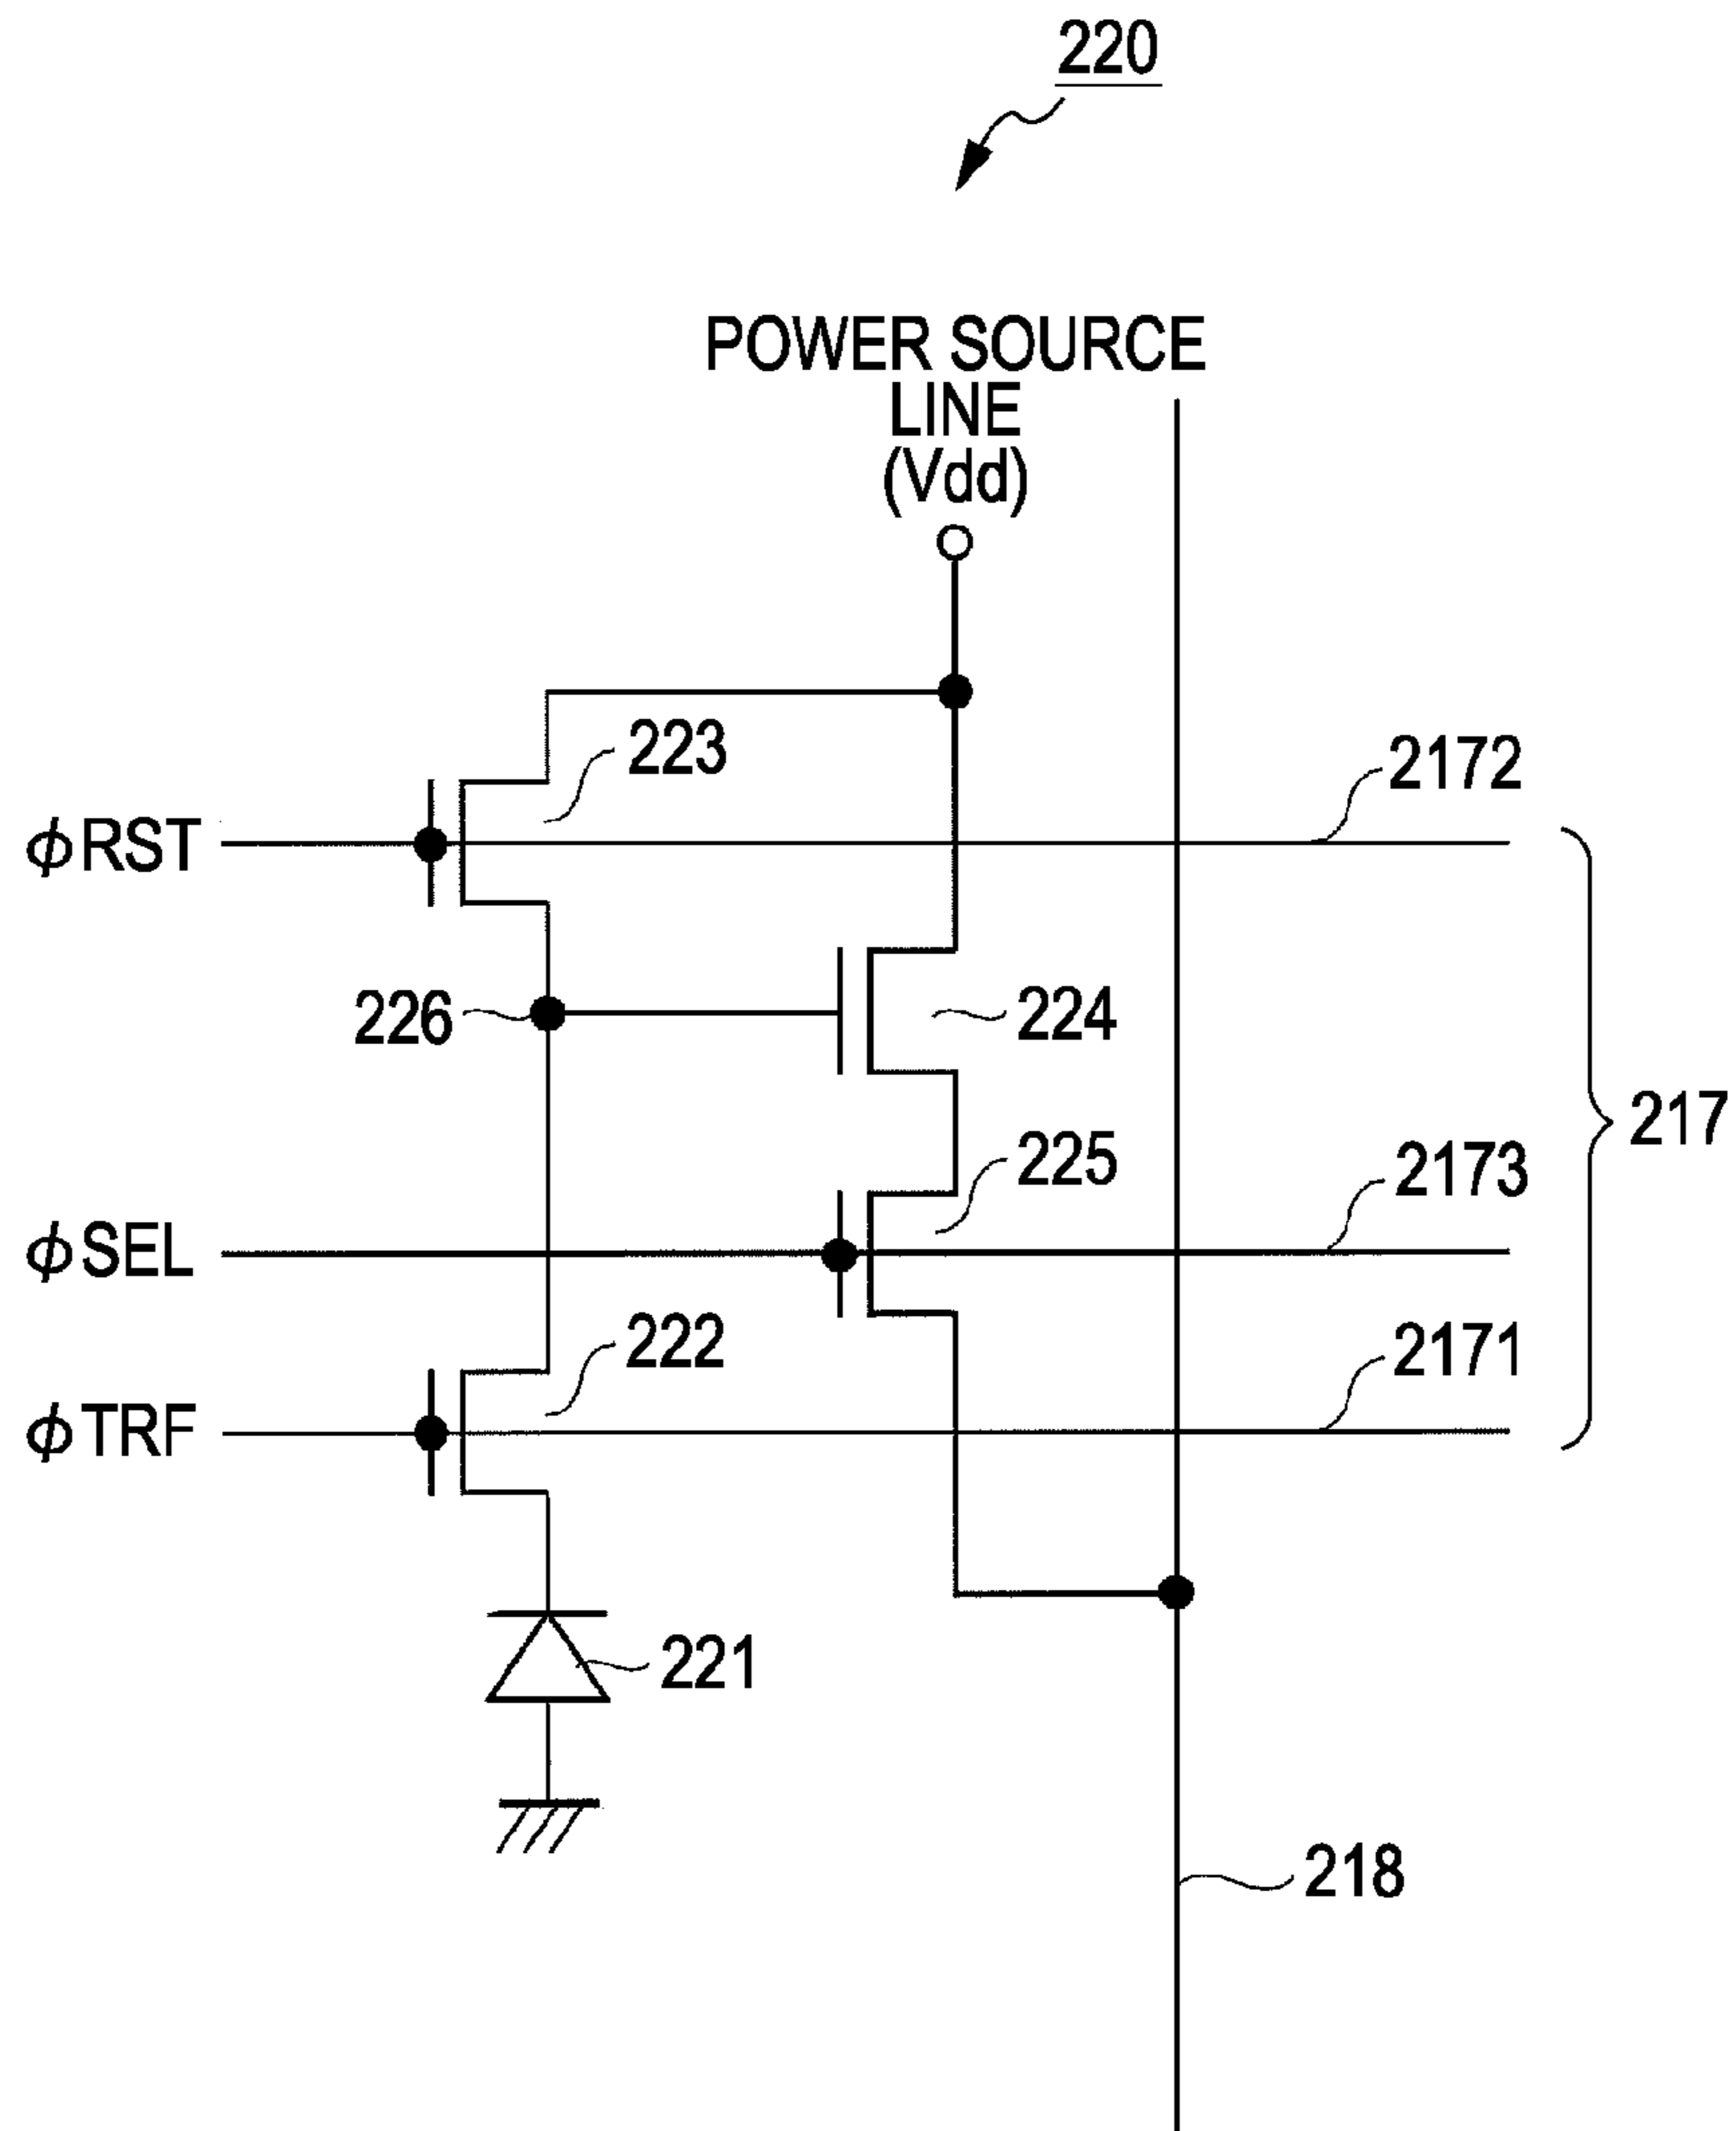 220
POWER SOURCE
LINE
(Vdd)
223
2172
ϕRST
226
224
217
225
2173
ϕSEL
222
2171
ϕTRF
221
218